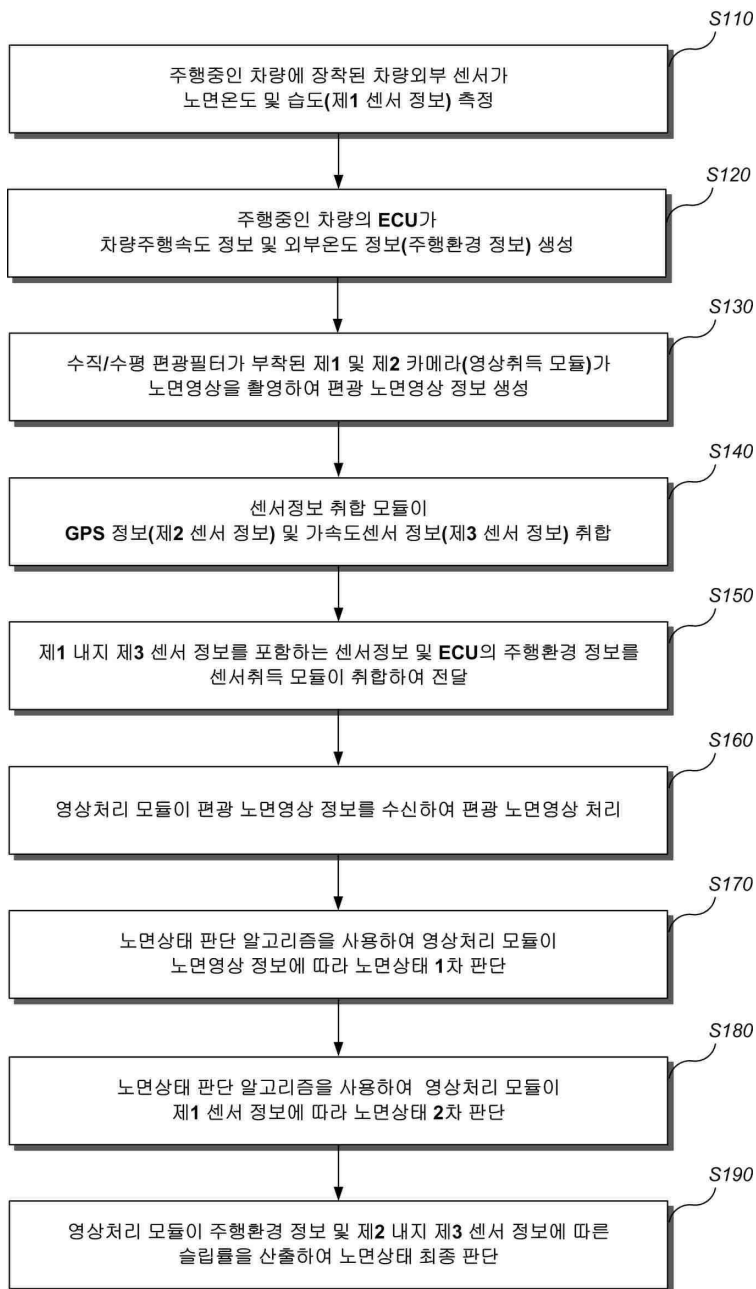 S110
주행중인 차량에 장착된 차량외부 센서가
노면온도 및 습도(제1 센서 정보) 측정
S120
주행중인 차량의 ECU가
차량주행속도 정보 및 외부온도 정보(주행환경 정보) 생성
S130
수직/수평 편광필터가 부착된 제1 및 제2 카메라(영상취득 모듈)가
노면영상을 촬영하여 편광 노면영상 정보 생성
S140
센서정보 취합 모듈이
GPS 정보(제2 센서 정보) 및 가속도센서 정보(제3 센서 정보) 취합
S150
제1 내지 제3 센서 정보를 포함하는 센서정보 및 ECU의 주행환경 정보를
센서취득 모듈이 취합하여 전달
S160
영상처리 모듈이 편광 노면영상 정보를 수신하여 편광 노면영상 처리
S170
노면상태 판단 알고리즘을 사용하여 영상처리 모듈이
노면영상 정보에 따라 노면상태 1차 판단
S180
노면상태 판단 알고리즘을 사용하여 영상처리 모듈이
제1 센서 정보에 따라 노면상태 2차 판단
S190
영상처리 모듈이 주행환경 정보 및 제2 내지 제3 센서 정보에 따른
슬립률을 산출하여 노면상태 최종 판단